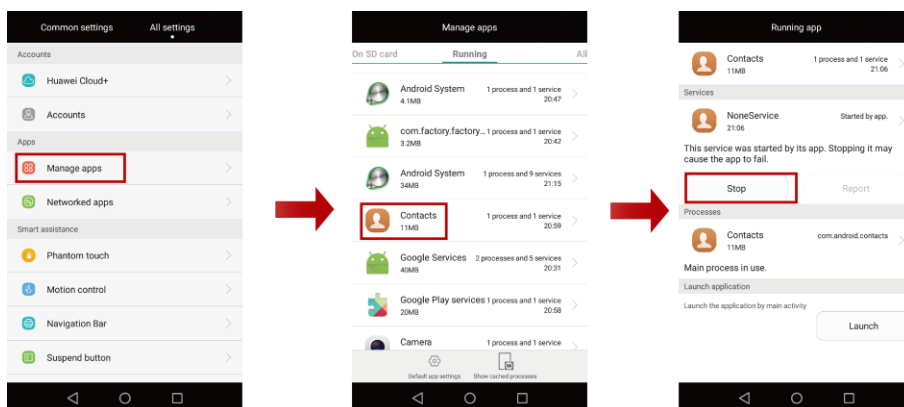 Common settings All settings
Accounts
Huawei Cloud+
Accounts
Apps
Manage apps
Networked apps
Smart assistance
Phantom touch
Motion control
Navigation Bar
Suspend button
Manage apps
On SD card Running All
Android System 1 process and 1 service
4.1MB 20:47
com.factory.factory... 1 process and 1 service
3.2MB 20:42
Android System 1 process and 9 services
34MB 21:15
Contacts 1 process and 1 service
11MB 20:59
Google Services 2 processes and 5 services
40MB 20:31
Google Play services 1 process and 1 service
20MB 20:58
Camera 1 process and 1 service
Default app settings Show cached processes
Running app
Contacts 1 process and 1 service
11MB 21:06
Services
NoneService Started by app.
21:06
This service was started by its app. Stopping it may
cause the app to fail.
Stop Report
Processes
Contacts com.android.contacts
11MB
Main process in use.
Launch application
Launch the application by main activity
Launch